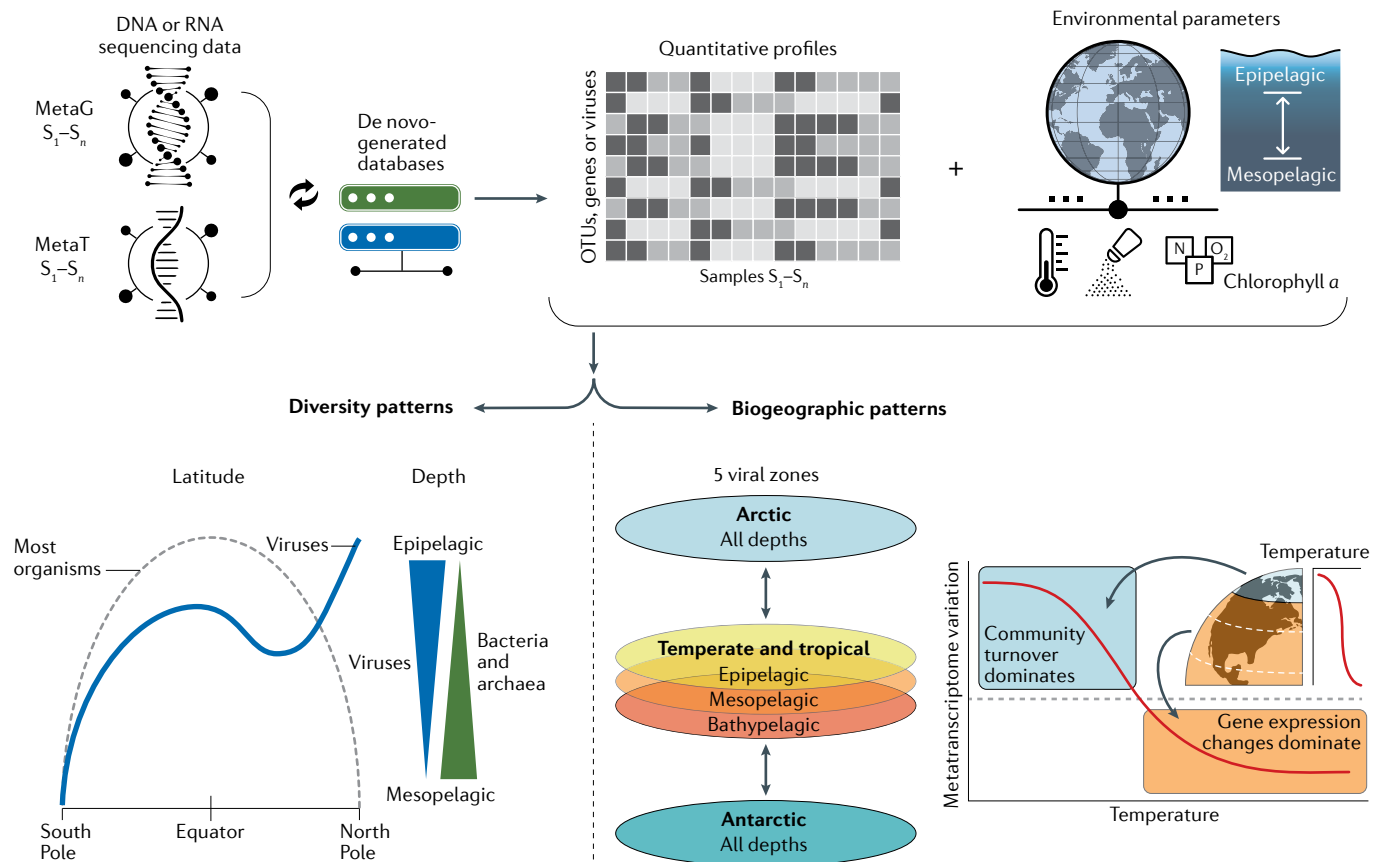 DNA or RNA
sequencing data
MetaG
S₁–Sₙ
MetaT
S₁–Sₙ
De novo-
generated
databases
Quantitative profiles
OTUs, genes or viruses
Samples S₁–Sₙ
+
Environmental parameters
Epipelagic
Mesopelagic
N
P
O₂
Chlorophyll a
Diversity patterns
Biogeographic patterns
Latitude
Most
organisms
Viruses
South
Pole
Equator
North
Pole
Depth
Epipelagic
Viruses
Bacteria
and
archaea
Mesopelagic
5 viral zones
Arctic
All depths
Temperate and tropical
Epipelagic
Mesopelagic
Bathypelagic
Antarctic
All depths
Metatranscriptome variation
Community
turnover
dominates
Temperature
Gene expression
changes dominate
Temperature